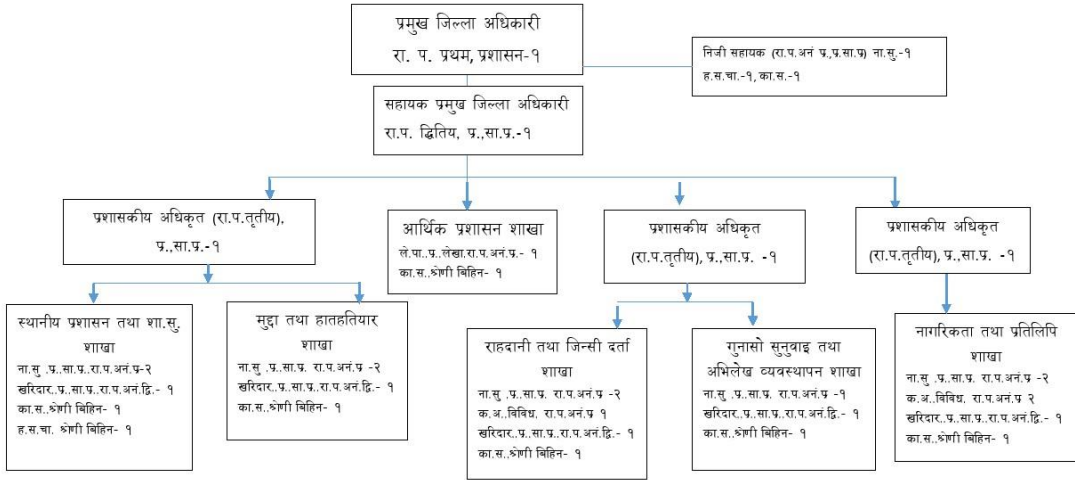 प्रमुख जिल्ला अधिकारी
रा. प. प्रथम, प्रशासन-१
निजी सहायक (रा.प.अनं प्र.,प्र.सा.प्र) ना.सु.-१
ह.स.चा.-१, का.स.-१
सहायक प्रमुख जिल्ला अधिकारी
रा.प. द्धितिय, प्र.,सा.प्र.-१
प्रशासकीय अधिकृत (रा.प.तृतीय),
प्र.,सा.प्र.-१
आर्थिक प्रशासन शाखा
ले.पा..प्र..लेखा.रा.प.अनं.प्र.- १
का.स..श्रेणी बिहिन- १
प्रशासकीय अधिकृत
(रा.प.तृतीय), प्र.,सा.प्र. -१
प्रशासकीय अधिकृत
(रा.प.तृतीय), प्र.,सा.प्र. -१
स्थानीय प्रशासन तथा शा.सु.
शाखा
ना.सु .प्र..सा.प्र..रा.प.अनं.प्र-२
खरिदार..प्र..सा.प्र..रा.प.अनं.द्वि.- १
का.स..श्रेणी बिहिन- १
ह.स.चा. श्रेणी बिहिन- १
मुद्दा तथा हातहतियार
शाखा
ना.सु .प्र..सा.प्र. रा.प.अनं.प्र -२
खरिदार..प्र..सा.प्र..रा.प.अनं.द्वि.- १
का.स..श्रेणी बिहिन- १
राहदानी तथा जिन्सी दर्ता
शाखा
ना.सु .प्र..सा.प्र. रा.प.अनं.प्र -२
क.अ..विविध. रा.प.अनं.प्र १
खरिदार..प्र..सा.प्र..रा.प.अनं.द्वि.- १
का.स..श्रेणी बिहिन- १
गुनासो सुनुवाइ तथा
अभिलेख व्यवस्थापन शाखा
ना.सु .प्र..सा.प्र. रा.प.अनं.प्र -१
खरिदार..प्र..सा.प्र..रा.प.अनं.द्वि.- १
का.स..श्रेणी बिहिन- १
नागरिकता तथा प्रतिलिपि
शाखा
ना.सु .प्र..सा.प्र. रा.प.अनं.प्र -२
क.अ..विविध. रा.प.अनं.प्र २
खरिदार..प्र..सा.प्र..रा.प.अनं.द्वि.- १
का.स..श्रेणी बिहिन- १